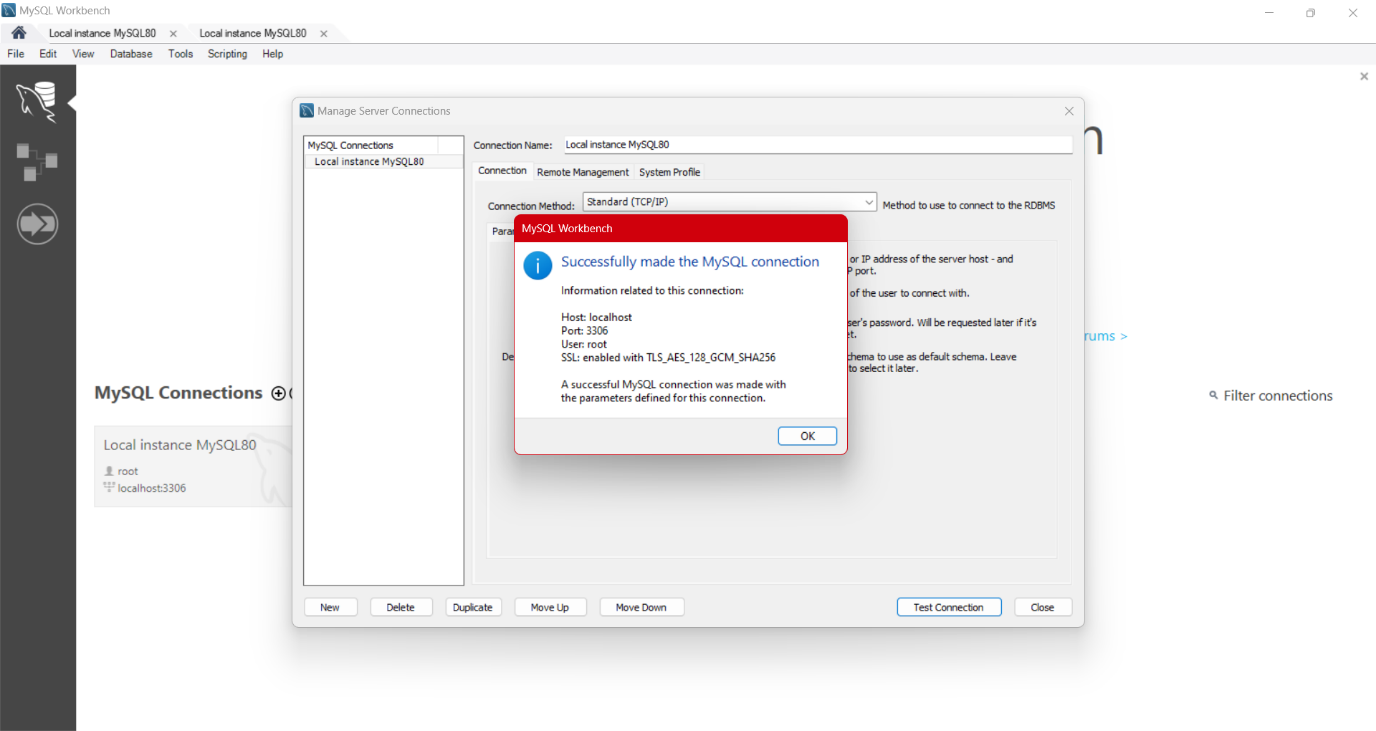 MySQL Workbench
Local instance MySQL80
Local instance MySQL80
File Edit View Database Tools Scripting Help
Manage Server Connections
MySQL Connections
Local instance MySQL80
Connection Name: Local instance MySQL80
Connection Remote Management System Profile
Connection Method: Standard (TCP/IP) Method to use to connect to the RDBMS
MySQL Workbench
Successfully made the MySQL connection
Information related to this connection:
Host: localhost
Port: 3306
User: root
SSL: enabled with TLS_AES_128_GCM_SHA256
A successful MySQL connection was made with
the parameters defined for this connection.
OK
or IP address of the server host - and
P port.
of the user to connect with.
ser's password. Will be requested later if it's
et.
chema to use as default schema. Leave
to select it later.
New Delete Duplicate Move Up Move Down Test Connection Close
rums >
MySQL Connections
Filter connections
Local instance MySQL80
root
localhost:3306